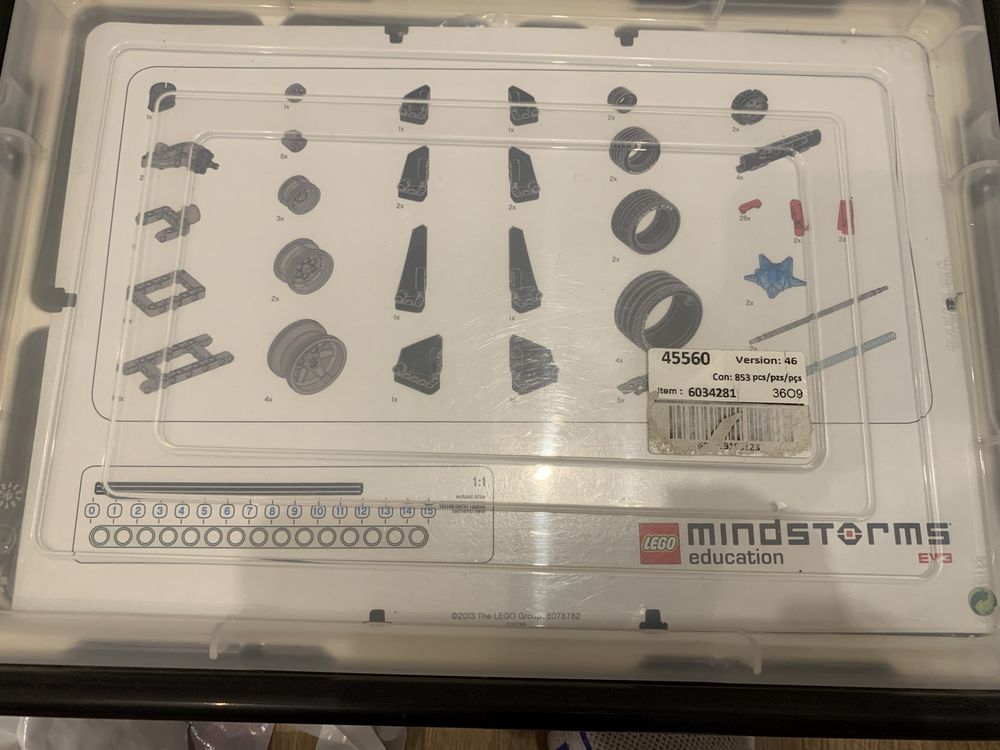 1x
1x
1x
1x
2x
2x
5x
2x
4x
3x
2x
2x
28x
2x
2x
2x
2x
2x
1x
1x
4x
4x
1x
1x
5x
45560 Version: 46
Con: 853 pcs/pzs/pçs
Item : 6034281 3609
1:1
actual size
0 1 2 3 4 5 6 7 8 9 10 11 12 13 14 15
LEGO mindstorms
education EV3
©2013 The LEGO Group. 6076782